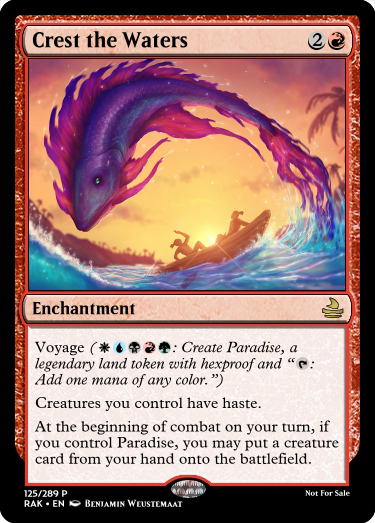 Crest the Waters 2
Enchantment
Voyage (: Create Paradise, a
legendary land token with hexproof and “:
Add one mana of any color.”)
Creatures you control have haste.
At the beginning of combat on your turn, if
you control Paradise, you may put a creature
card from your hand onto the battlefield.
125/289 P
Not For Sale
RAK • EN Benjamin Weustemaat